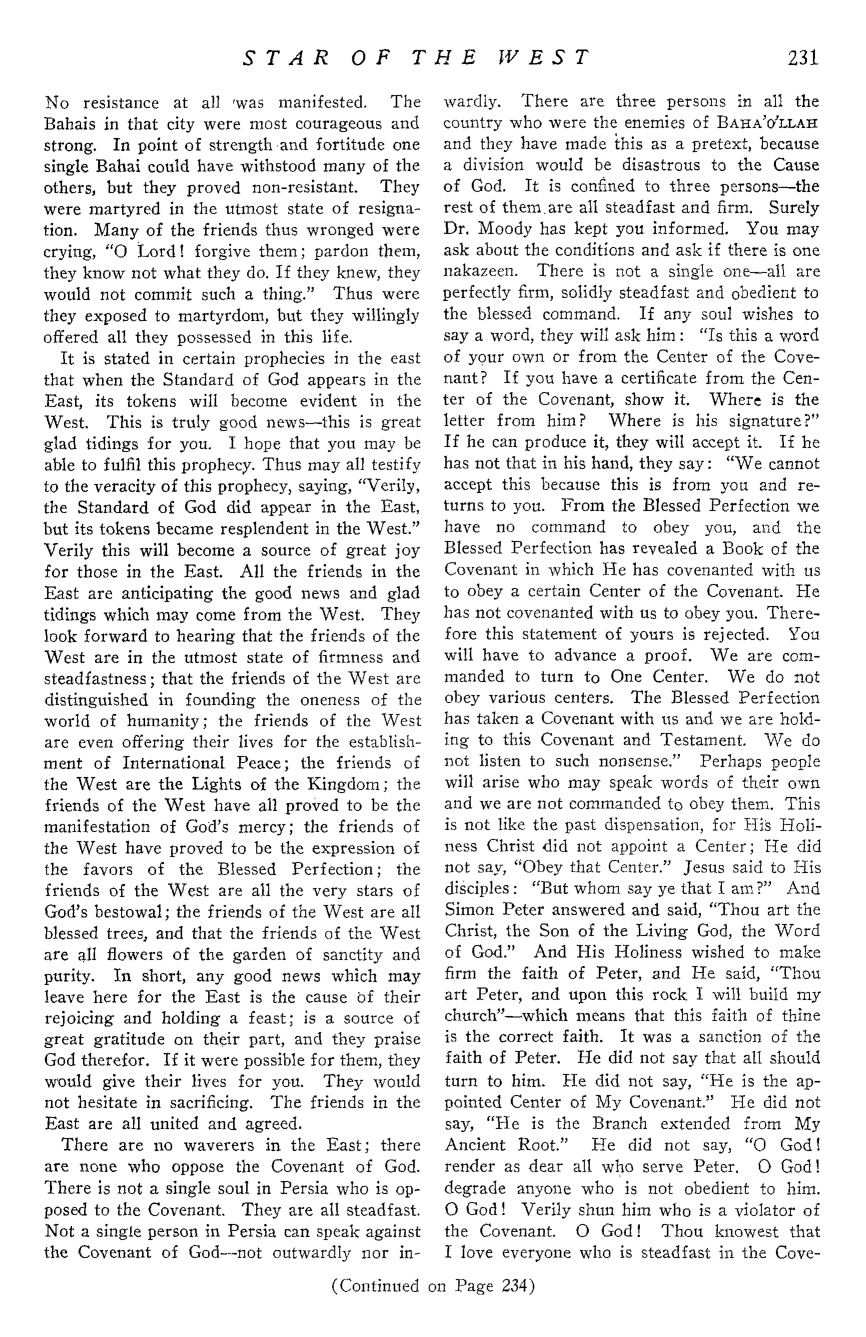 STAR OF THE WEST 231
No resistance at all was manifested. The
Bahais in that city were most courageous and
strong. In point of strength and fortitude one
single Bahai could have withstood many of the
others, but they proved non-resistant. They
were martyred in the utmost state of resigna-
tion. Many of the friends thus wronged were
crying, "O Lord! forgive them; pardon them,
they know not what they do. If they knew, they
would not commit such a thing." Thus were
they exposed to martyrdom, but they willingly
offered all they possessed in this life.
It is stated in certain prophecies in the east
that when the Standard of God appears in the
East, its tokens will become evident in the
West. This is truly good news—this is great
glad tidings for you. I hope that you may be
able to fulfil this prophecy. Thus may all testify
to the veracity of this prophecy, saying, "Verily,
the Standard of God did appear in the East,
but its tokens became resplendent in the West."
Verily this will become a source of great joy
for those in the East. All the friends in the
East are anticipating the good news and glad
tidings which may come from the West. They
look forward to hearing that the friends of the
West are in the utmost state of firmness and
steadfastness; that the friends of the West are
distinguished in founding the oneness of the
world of humanity; the friends of the West
are even offering their lives for the establish-
ment of International Peace; the friends of
the West are the Lights of the Kingdom; the
friends of the West have all proved to be the
manifestation of God's mercy; the friends of
the West have proved to be the expression of
the favors of the Blessed Perfection; the
friends of the West are all the very stars of
God's bestowal; the friends of the West are all
blessed trees, and that the friends of the West
are all flowers of the garden of sanctity and
purity. In short, any good news which may
leave here for the East is the cause of their
rejoicing and holding a feast; is a source of
great gratitude on their part, and they praise
God therefor. If it were possible for them, they
would give their lives for you. They would
not hesitate in sacrificing. The friends in the
East are all united and agreed.
There are no waverers in the East; there
are none who oppose the Covenant of God.
There is not a single soul in Persia who is op-
posed to the Covenant. They are all steadfast.
Not a single person in Persia can speak against
the Covenant of God—not outwardly nor in-
wardly. There are three persons in all the
country who were the enemies of BAHA'O'LLAH
and they have made this as a pretext, because
a division would be disastrous to the Cause
of God. It is confined to three persons—the
rest of them are all steadfast and firm. Surely
Dr. Moody has kept you informed. You may
ask about the conditions and ask if there is one
nakazeen. There is not a single one—all are
perfectly firm, solidly steadfast and obedient to
the blessed command. If any soul wishes to
say a word, they will ask him: "Is this a word
of your own or from the Center of the Cove-
nant? If you have a certificate from the Cen-
ter of the Covenant, show it. Where is the
letter from him? Where is his signature?"
If he can produce it, they will accept it. If he
has not that in his hand, they say: "We cannot
accept this because this is from you and re-
turns to you. From the Blessed Perfection we
have no command to obey you, and the
Blessed Perfection has revealed a Book of the
Covenant in which He has covenanted with us
to obey a certain Center of the Covenant. He
has not covenanted with us to obey you. There-
fore this statement of yours is rejected. You
will have to advance a proof. We are com-
manded to turn to One Center. We do not
obey various centers. The Blessed Perfection
has taken a Covenant with us and we are hold-
ing to this Covenant and Testament. We do
not listen to such nonsense." Perhaps people
will arise who may speak words of their own
and we are not commanded to obey them. This
is not like the past dispensation, for His Holi-
ness Christ did not appoint a Center; He did
not say, "Obey that Center." Jesus said to His
disciples: "But whom say ye that I am?" And
Simon Peter answered and said, "Thou art the
Christ, the Son of the Living God, the Word
of God." And His Holiness wished to make
firm the faith of Peter, and He said, "Thou
art Peter, and upon this rock I will build my
church"—which means that this faith of thine
is the correct faith. It was a sanction of the
faith of Peter. He did not say that all should
turn to him. He did not say, "He is the ap-
pointed Center of My Covenant." He did not
say, "He is the Branch extended from My
Ancient Root." He did not say, "O God!
render as dear all who serve Peter. O God!
degrade anyone who is not obedient to him.
O God! Verily shun him who is a violator of
the Covenant. O God! Thou knowest that
I love everyone who is steadfast in the Cove-
(Continued on Page 234)